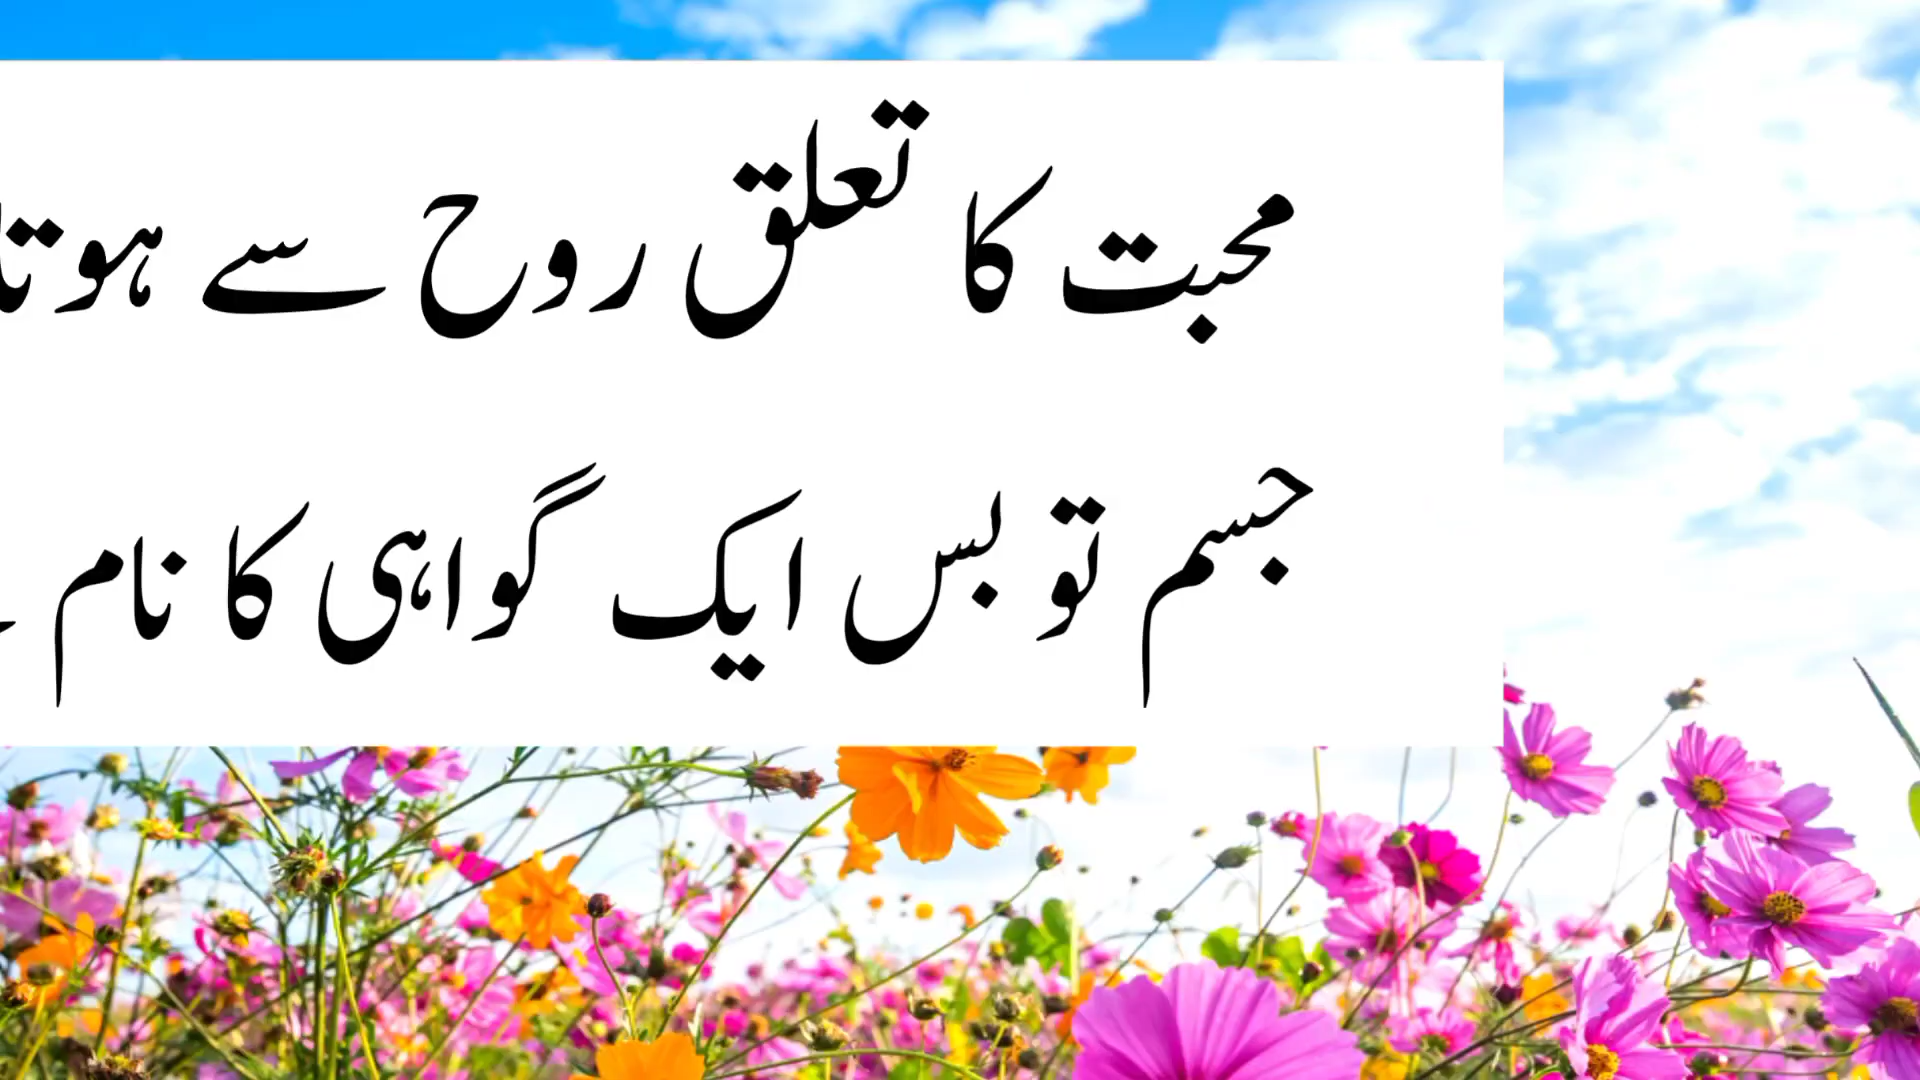 محبت کا تعلق روح سے ہوتا
جسم تو بس ایک گواہی کا نام